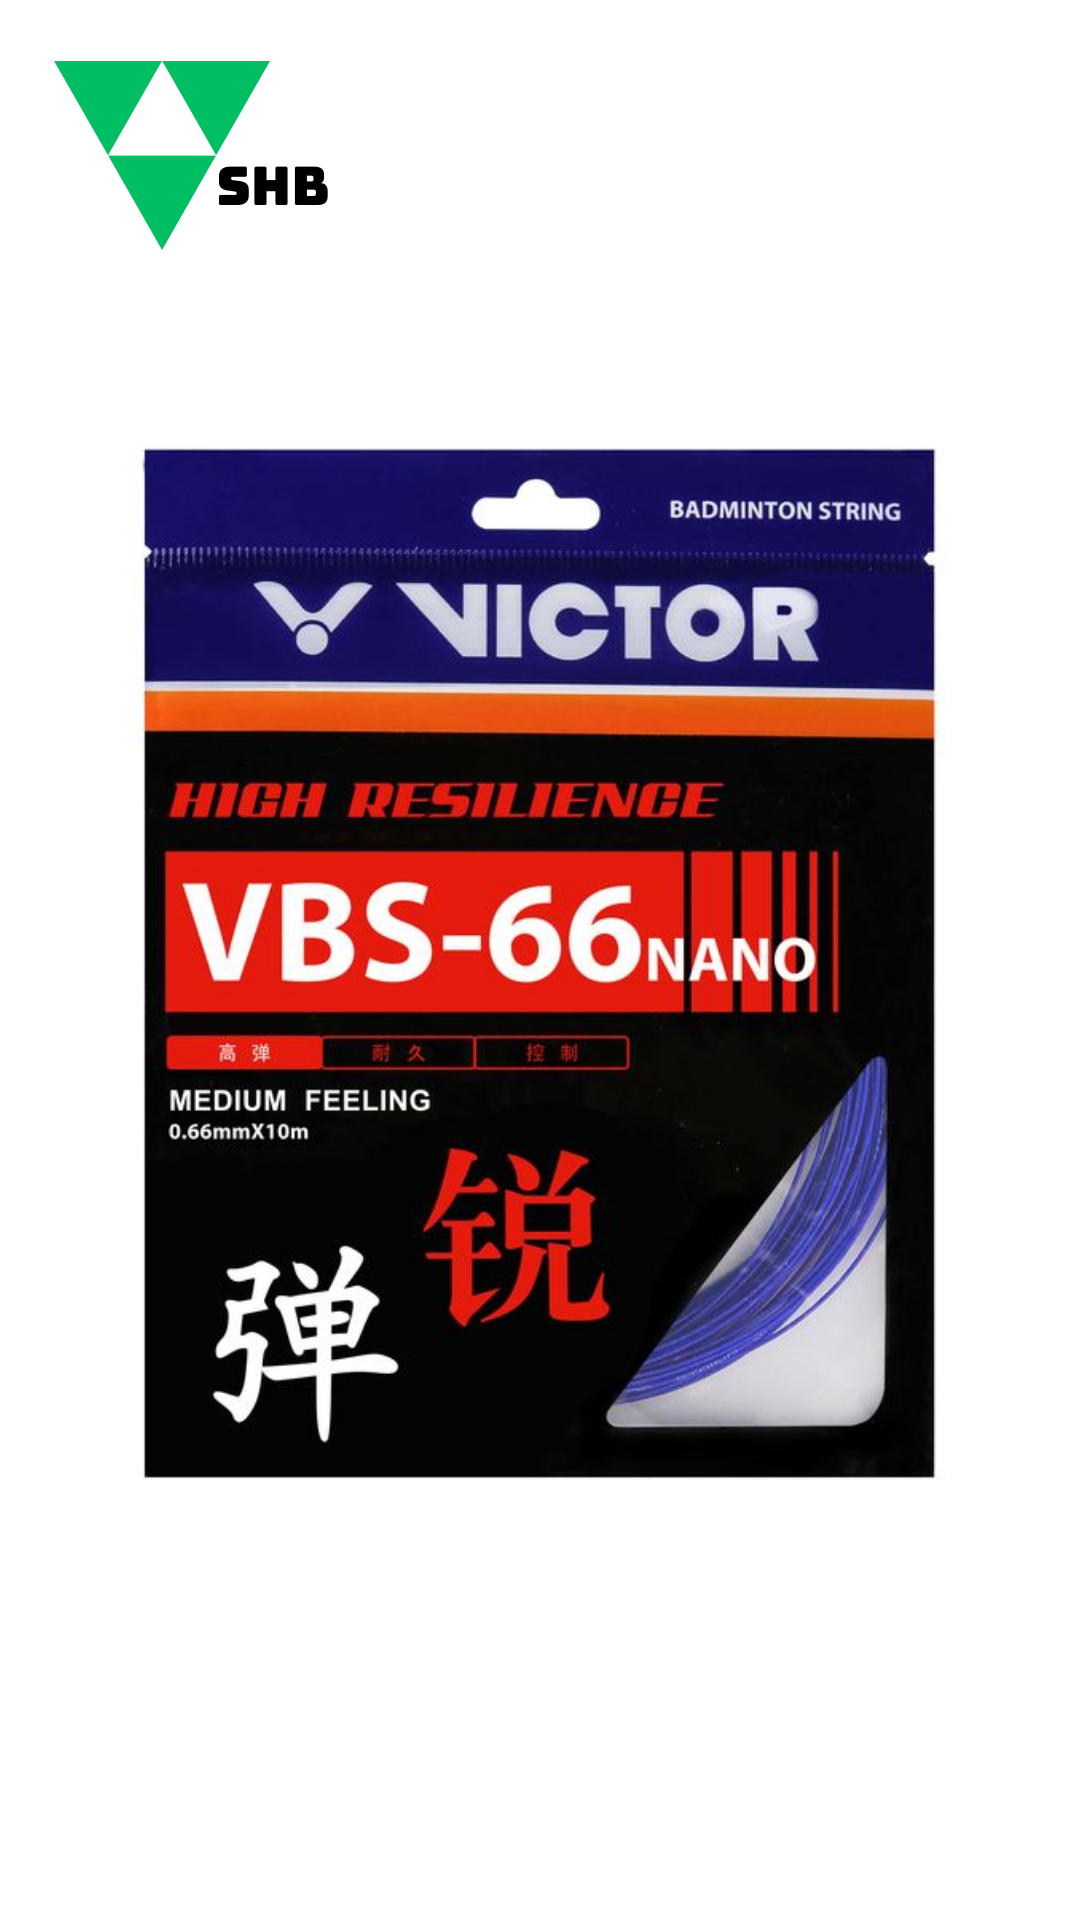 SHB
BADMINTON STRING
VICTOR
HIGH RESILIENCE
VBS-66NANO
高弹 耐久 控制
MEDIUM FEELING
0.66mmX10m
锐
弹